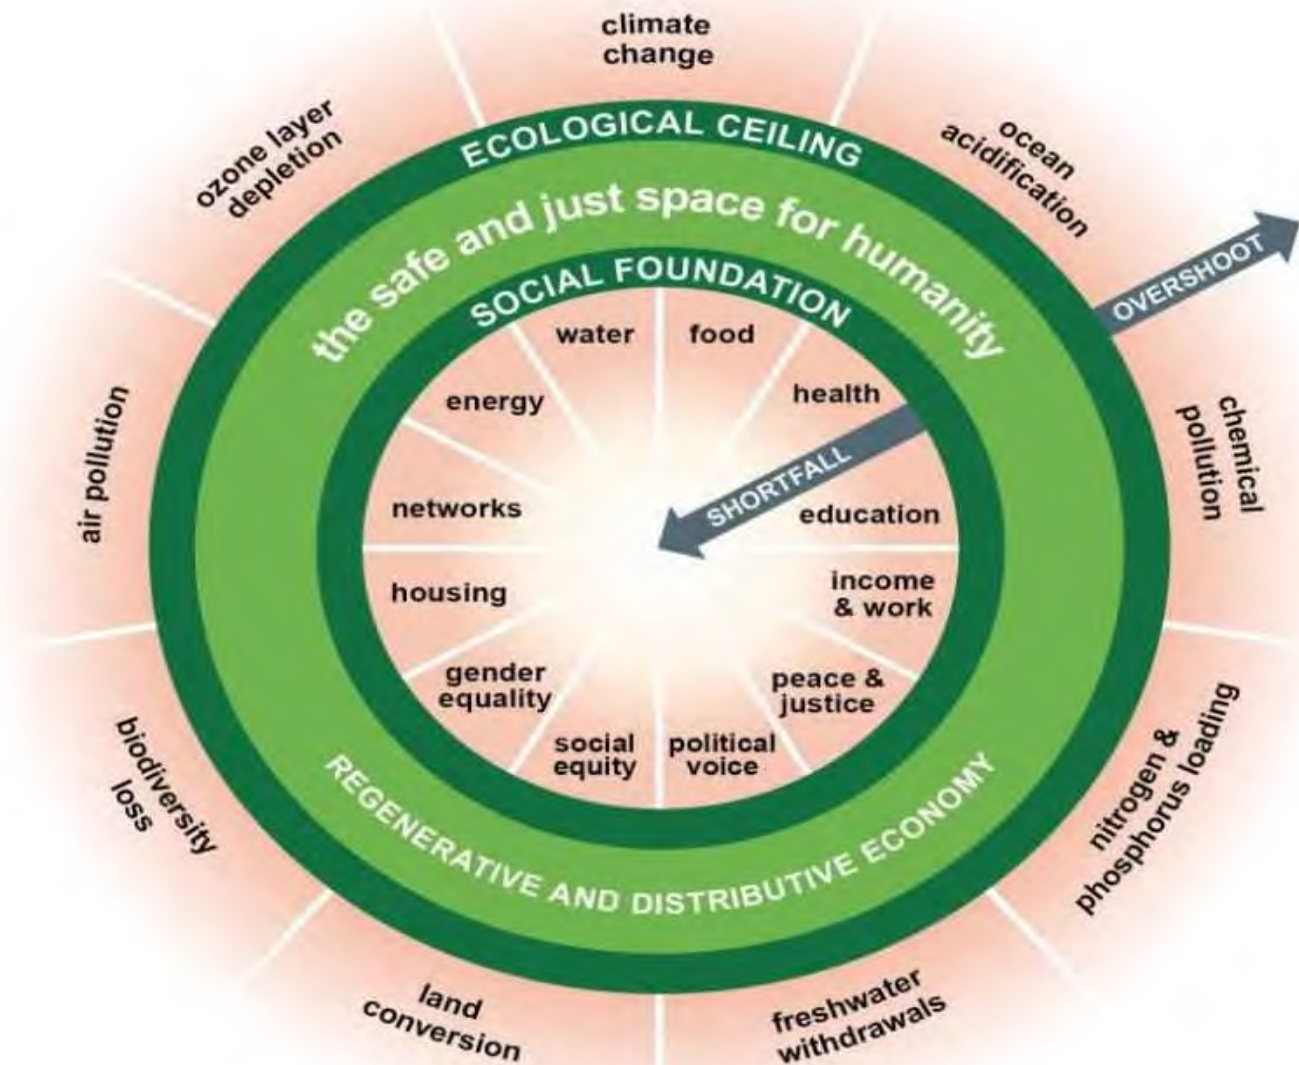 climate
change
ocean
acidification
chemical
pollution
nitrogen &
phosphorus loading
freshwater
withdrawals
land
conversion
biodiversity
loss
air pollution
ozone layer
depletion
ECOLOGICAL CEILING
the safe and just space for humanity
SOCIAL FOUNDATION
OVERSHOOT
SHORTFALL
water
food
health
education
income
& work
peace &
justice
political
voice
social
equity
gender
equality
housing
networks
energy
REGENERATIVE AND DISTRIBUTIVE ECONOMY